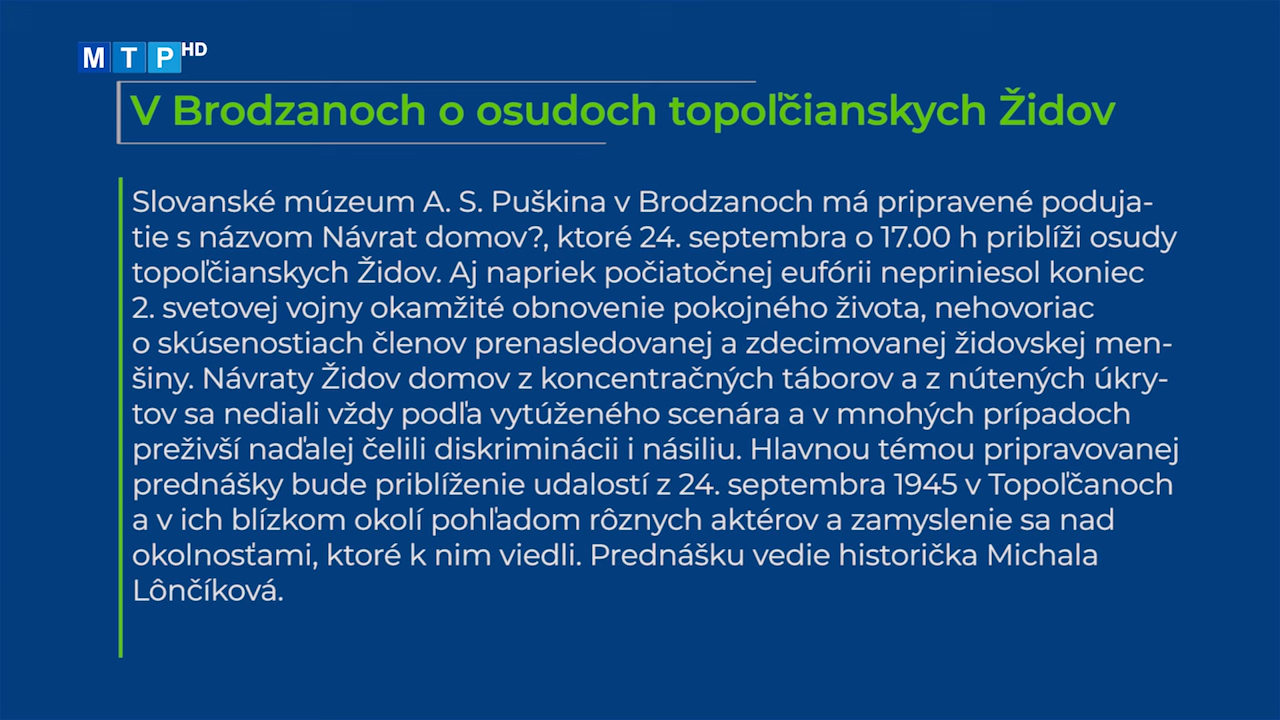 MTP HD
V Brodzanoch o osudoch topoľčianskych Židov
Slovanské múzeum A. S. Puškina v Brodzanoch má pripravené poduja-
tie s názvom Návrat domov?, ktoré 24. septembra o 17.00 h priblíži osudy
topoľčianskych Židov. Aj napriek počiatočnej eufórii nepriniesol koniec
2. svetovej vojny okamžité obnovenie pokojného života, nehovoriac
o skúsenostiach členov prenasledovanej a zdecimovanej židovskej men-
šiny. Návraty Židov domov z koncentračných táborov a z nútených úkry-
tov sa nediali vždy podľa vytúženého scenára a v mnohých prípadoch
preživší naďalej čelili diskriminácii i násiliu. Hlavnou témou pripravovanej
prednášky bude priblíženie udalostí z 24. septembra 1945 v Topoľčanoch
a v ich blízkom okolí pohľadom rôznych aktérov a zamyslenie sa nad
okolnosťami, ktoré k nim viedli. Prednášku vedie historička Michala
Lônčíková.